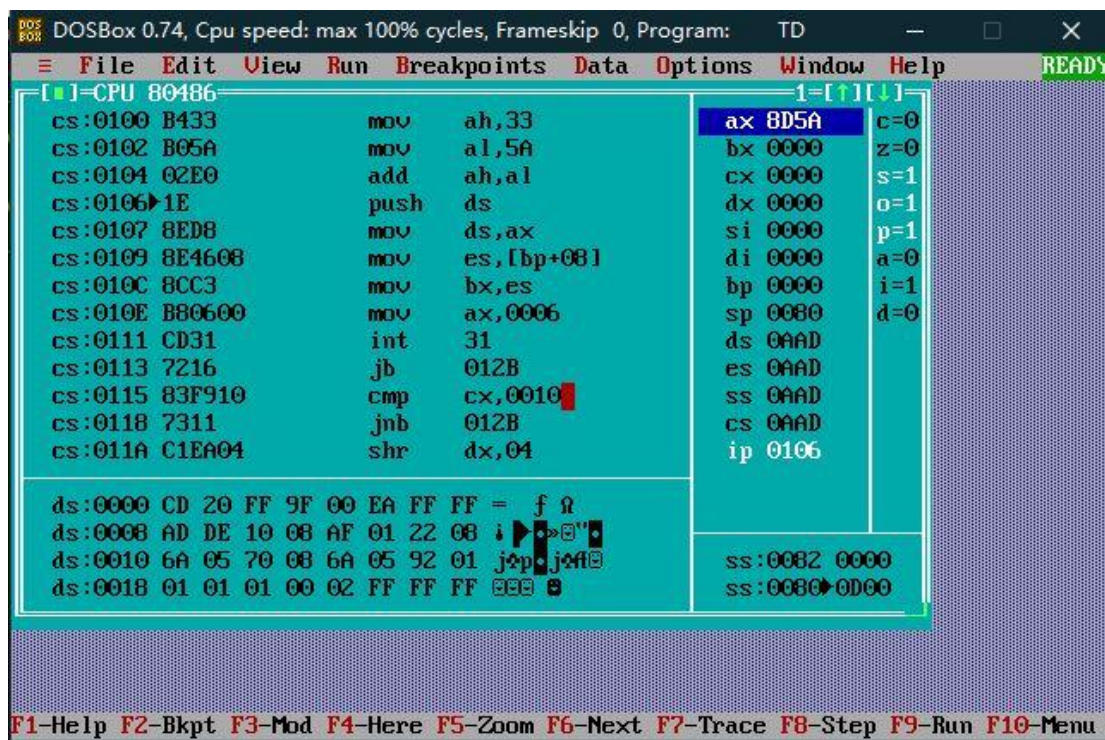 DOSBox 0.74, Cpu speed: max 100% cycles, Frameskip 0, Program: TD
≡ File Edit View Run Breakpoints Data Options Window Help READY
[■]=CPU 80486 1=[↑][↓]
cs:0100 B433 mov ah,33 ax 8D5A c=0
cs:0102 B05A mov al,5A bx 0000 z=0
cs:0104 02E0 add ah,al cx 0000 s=1
cs:0106►1E push ds dx 0000 o=1
cs:0107 8ED8 mov ds,ax si 0000 p=1
cs:0109 8E4608 mov es,[bp+08] di 0000 a=0
cs:010C 8CC3 mov bx,es bp 0000 i=1
cs:010E B80600 mov ax,0006 sp 0080 d=0
cs:0111 CD31 int 31 ds 0AAD
cs:0113 7216 jb 012B es 0AAD
cs:0115 83F910 cmp cx,0010 ss 0AAD
cs:0118 7311 jnb 012B cs 0AAD
cs:011A C1EA04 shr dx,04 ip 0106
ds:0000 CD 20 FF 9F 00 EA FF FF = ƒ Ω
ds:0008 AD DE 10 08 AF 01 22 08 ¡ ▐►◘»☺"◘
ds:0010 6A 05 70 08 6A 05 92 01 j♣p◘j♣Æ☺ ss:0082 0000
ds:0018 01 01 01 00 02 FF FF FF ☺☺☺ ☻ ss:0080►0D00
F1-Help F2-Bkpt F3-Mod F4-Here F5-Zoom F6-Next F7-Trace F8-Step F9-Run F10-Menu